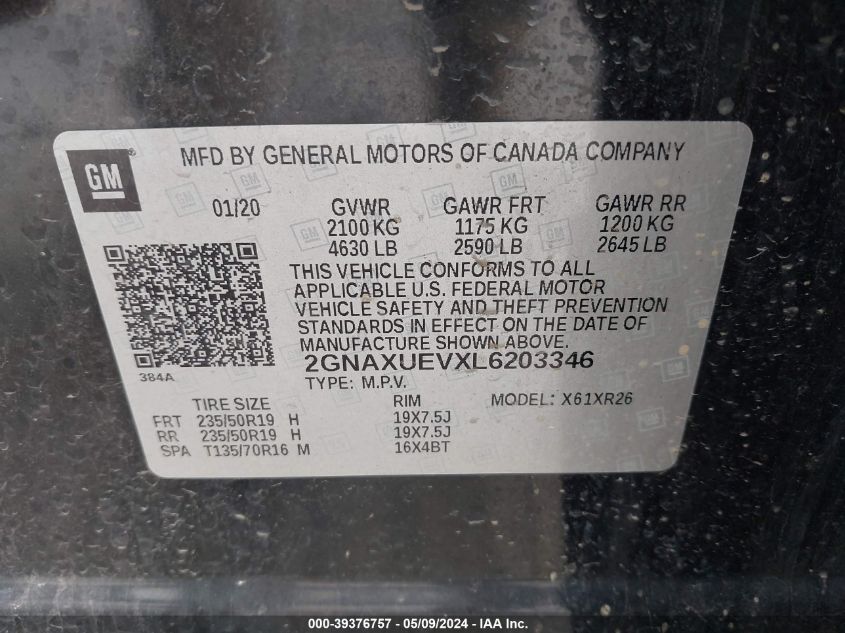 GM
MFD BY GENERAL MOTORS OF CANADA COMPANY
01/20 GVWR GAWR FRT GAWR RR
2100 KG 1175 KG 1200 KG
4630 LB 2590 LB 2645 LB
THIS VEHICLE CONFORMS TO ALL
APPLICABLE U.S. FEDERAL MOTOR
VEHICLE SAFETY AND THEFT PREVENTION
STANDARDS IN EFFECT ON THE DATE OF
MANUFACTURE SHOWN ABOVE.
384A
2GNAXUEVXL6203346
TYPE: M.P.V.
TIRE SIZE RIM MODEL: X61XR26
FRT 235/50R19 H 19X7.5J
RR 235/50R19 H 19X7.5J
SPA T135/70R16 M 16X4BT
000-39376757 - 05/09/2024 - IAA Inc.